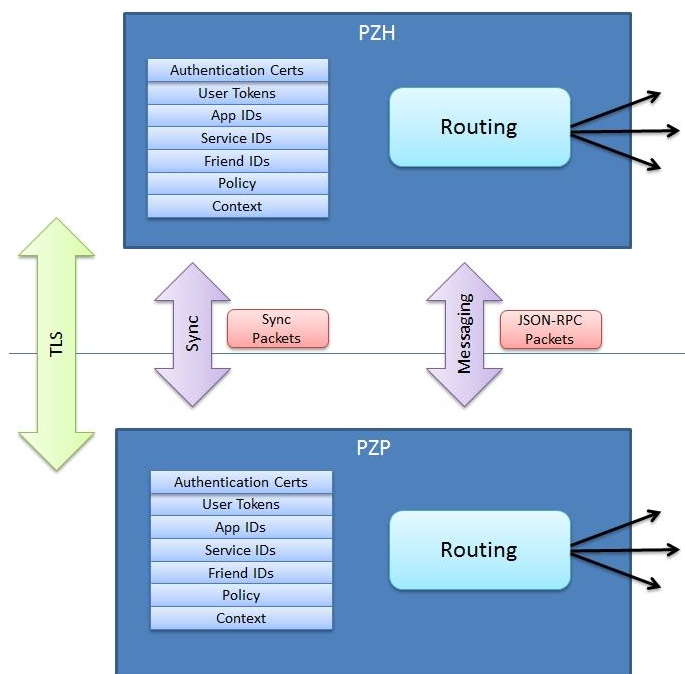 PZH
Authentication Certs
User Tokens
App IDs
Service IDs
Friend IDs
Policy
Context
Routing
TLS
Sync
Sync
Packets
Messaging
JSON-RPC
Packets
PZP
Authentication Certs
User Tokens
App IDs
Service IDs
Friend IDs
Policy
Context
Routing